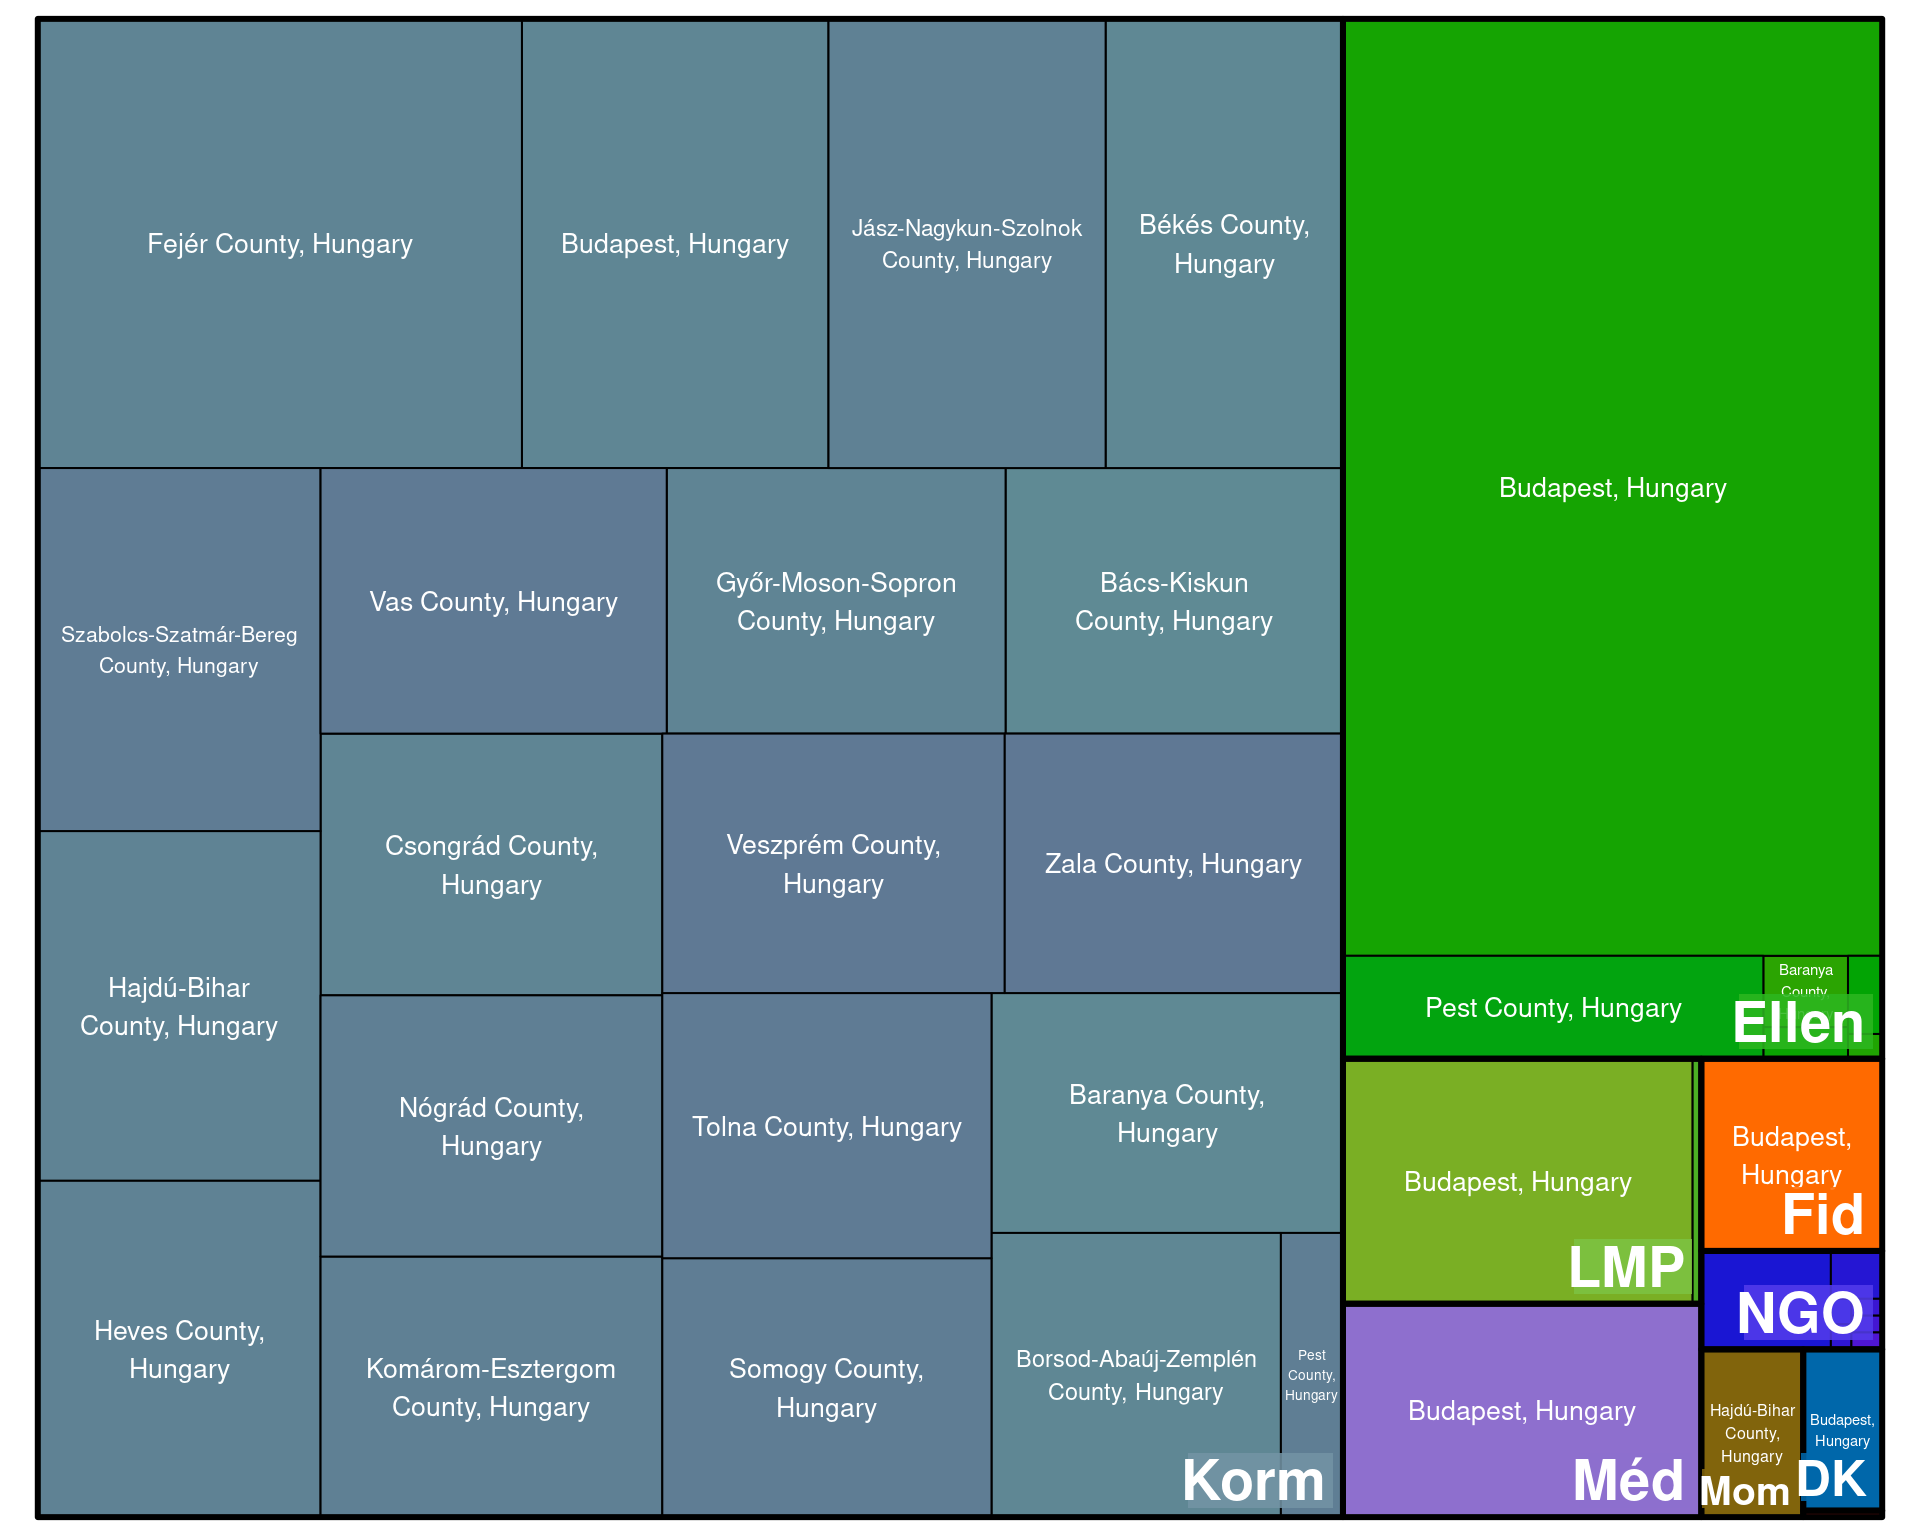 Fejér County, Hungary
Budapest, Hungary
Jász-Nagykun-Szolnok
County, Hungary
Békés County,
Hungary
Szabolcs-Szatmár-Bereg
County, Hungary
Vas County, Hungary
Győr-Moson-Sopron
County, Hungary
Bács-Kiskun
County, Hungary
Hajdú-Bihar
County, Hungary
Csongrád County,
Hungary
Veszprém County,
Hungary
Zala County, Hungary
Heves County,
Hungary
Nógrád County,
Hungary
Tolna County, Hungary
Baranya County,
Hungary
Komárom-Esztergom
County, Hungary
Somogy County,
Hungary
Borsod-Abaúj-Zemplén
County, Hungary
Pest
County,
Hungary
Korm
Budapest, Hungary
Pest County, Hungary
Baranya
County,
Ellen
Budapest, Hungary
LMP
Budapest,
Hungary
Fid
NGO
Budapest, Hungary
Méd
Hajdú-Bihar
County,
Hungary
Mom
Budapest,
Hungary
DK